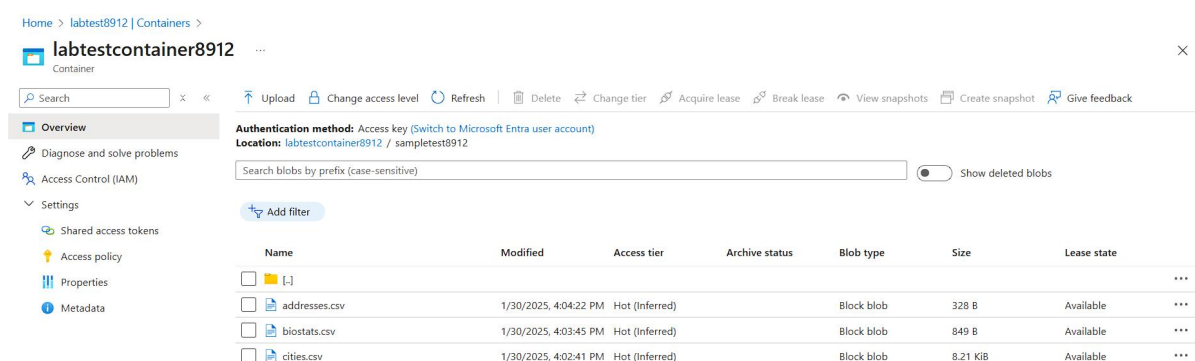 Home > labtest8912 | Containers >
labtestcontainer8912 ...
Container
Search
Upload Change access level Refresh Delete Change tier Acquire lease Break lease View snapshots Create snapshot Give feedback
Overview
Diagnose and solve problems
Access Control (IAM)
Settings
Shared access tokens
Access policy
Properties
Metadata
Authentication method: Access key (Switch to Microsoft Entra user account)
Location: labtestcontainer8912 / sampletest8912
Search blobs by prefix (case-sensitive)
Show deleted blobs
Add filter
Name Modified Access tier Archive status Blob type Size Lease state
[..]
addresses.csv 1/30/2025, 4:04:22 PM Hot (Inferred) Block blob 328 B Available
biostats.csv 1/30/2025, 4:03:45 PM Hot (Inferred) Block blob 849 B Available
cities.csv 1/30/2025, 4:02:41 PM Hot (Inferred) Block blob 8.21 KiB Available